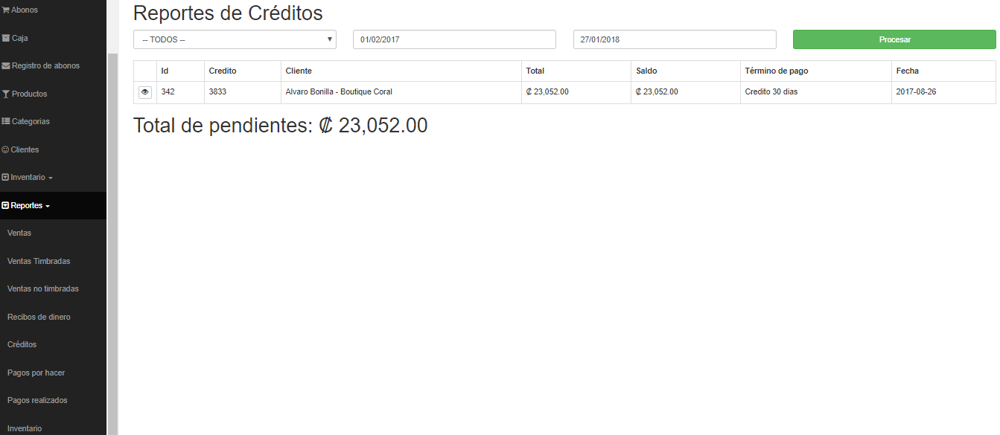 Abonos
Caja
Registro de abonos
Productos
Categorias
Clientes
Inventario
Reportes
Ventas
Ventas Timbradas
Ventas no timbradas
Recibos de dinero
Créditos
Pagos por hacer
Pagos realizados
Inventario
Reportes de Créditos
-- TODOS -- 01/02/2017 27/01/2018 Procesar
Id Credito Cliente Total Saldo Término de pago Fecha
342 3833 Alvaro Bonilla - Boutique Coral ₡ 23,052.00 ₡ 23,052.00 Credito 30 dias 2017-08-26
Total de pendientes: ₡ 23,052.00